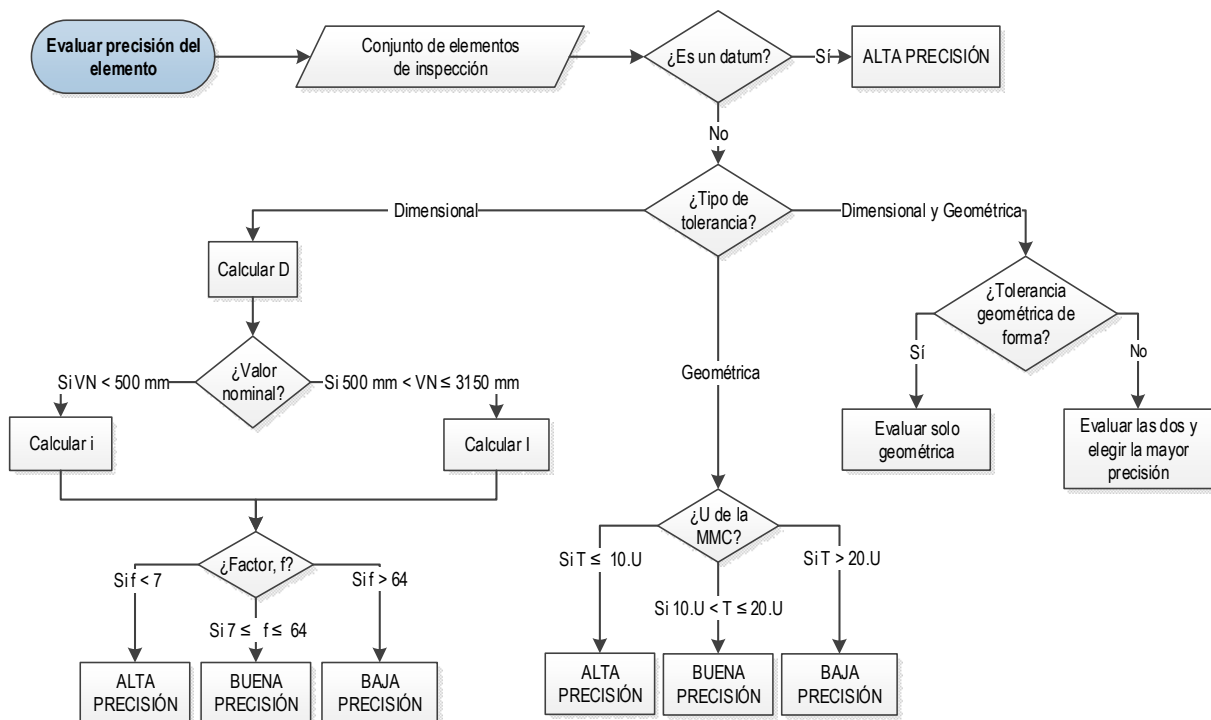 Evaluar precisión del
elemento
Conjunto de elementos
de inspección
¿Es un datum?
Sí
ALTA PRECISIÓN
No
¿Tipo de
tolerancia?
Dimensional
Dimensional y Geométrica
Calcular D
¿Tolerancia
geométrica de
forma?
¿Valor
nominal?
Si VN < 500 mm
Si 500 mm < VN ≤ 3150 mm
Geométrica
Sí
No
Calcular i
Calcular I
Evaluar solo
geométrica
Evaluar las dos y
elegir la mayor
precisión
¿Factor, f?
Si f < 7
Si 7 ≤ f ≤ 64
Si f > 64
¿U de la
MMC?
Si T ≤ 10.U
Si 10.U < T ≤ 20.U
Si T > 20.U
ALTA
PRECISIÓN
BUENA
PRECISIÓN
BAJA
PRECISIÓN
ALTA
PRECISIÓN
BUENA
PRECISIÓN
BAJA
PRECISIÓN